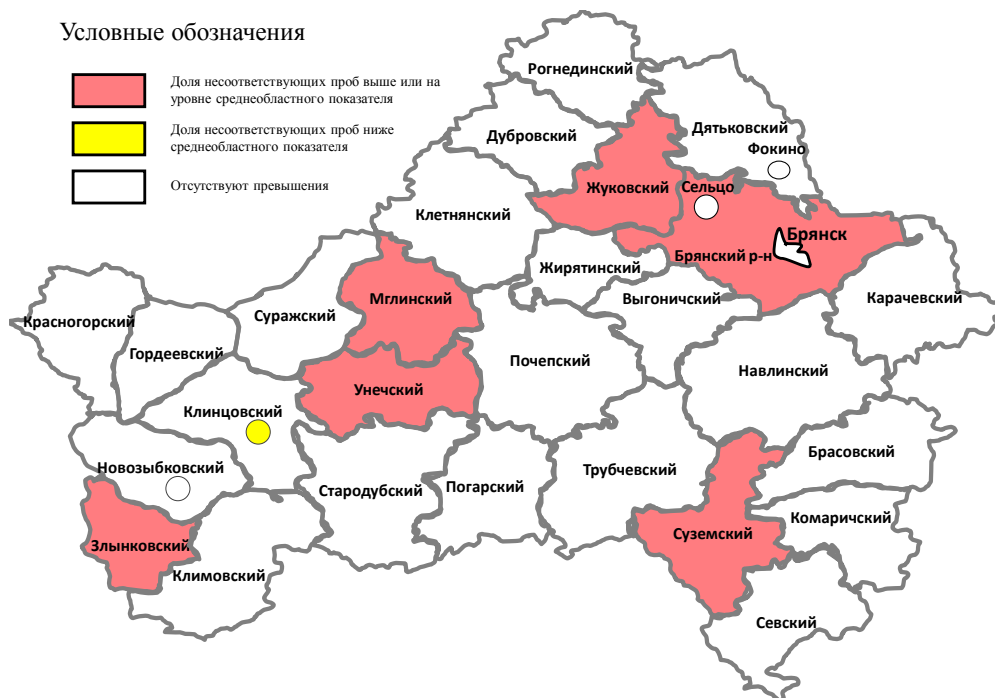 Условные обозначения
Доля несоответствующих проб выше или на
уровне среднеобластного показателя
Доля несоответствующих проб ниже
среднеобластного показателя
Отсутствуют превышения
Рогнединский
Дубровский
Дятьковский
Фокино
Жуковский
Сельцо
Клетнянский
Брянск
Брянский р-н
Жирятинский
Выгоничский
Карачевский
Мглинский
Суражский
Красногорский
Гордеевский
Почепский
Навлинский
Унечский
Клинцовский
Брасовский
Новозыбковский
Трубчевский
Стародубский
Погарский
Комаричский
Суземский
Злынковский
Климовский
Севский